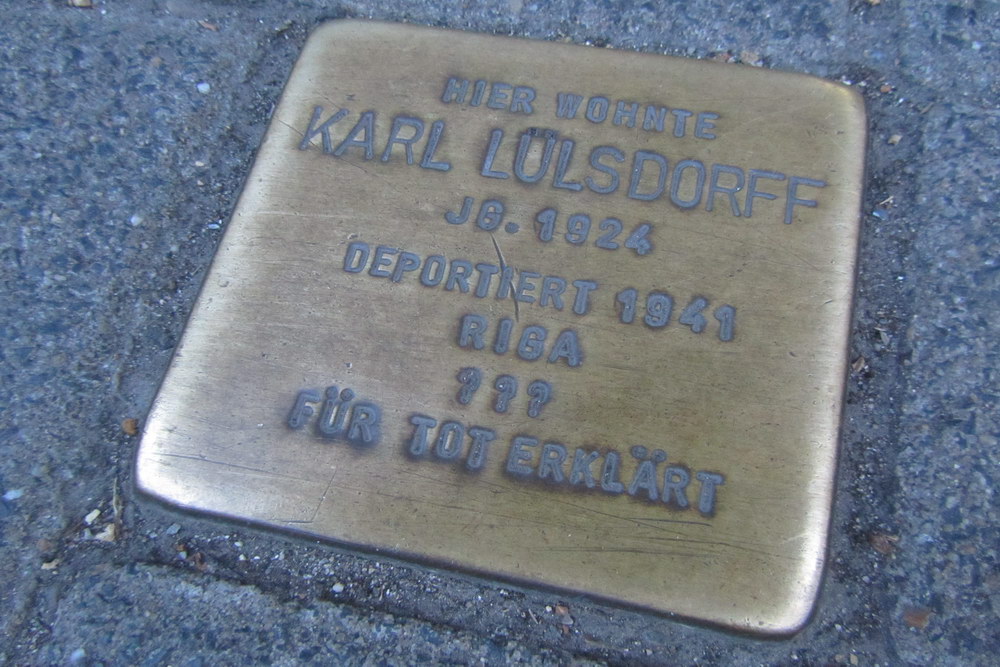 HIER WOHNTE
KARL LÜLSDORFF
JG. 1924
DEPORTIERT 1941
RIGA
???
FÜR TOT ERKLÄRT